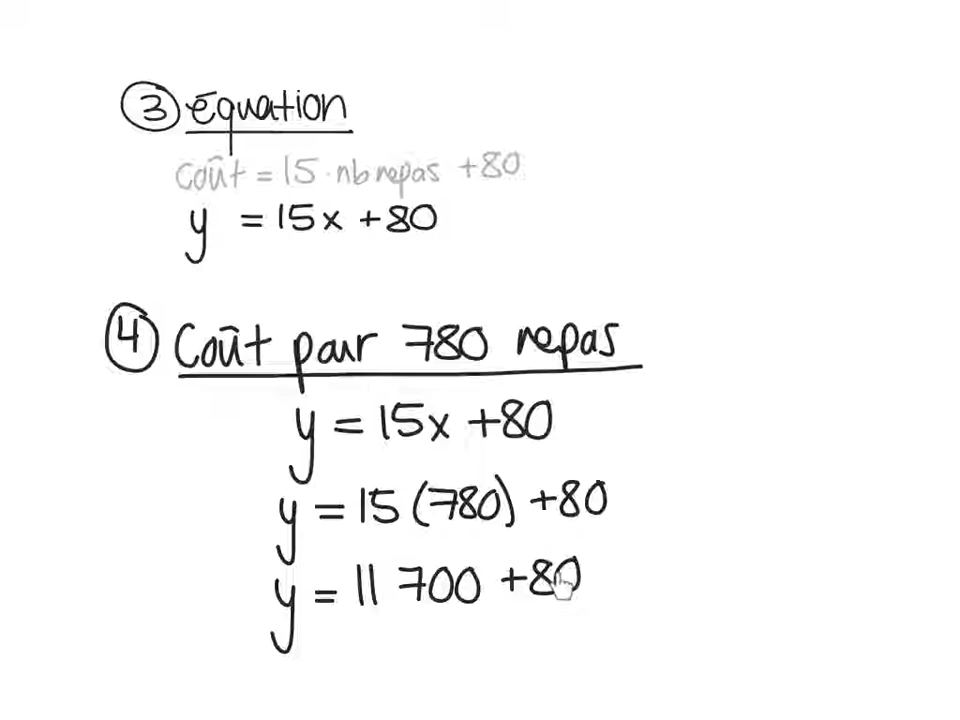 ③ équation
Coût = 15 · nb repas + 80
y = 15x + 80
④ Coût pour 780 repas
y = 15x + 80
y = 15 (780) + 80
y = 11 700 + 80